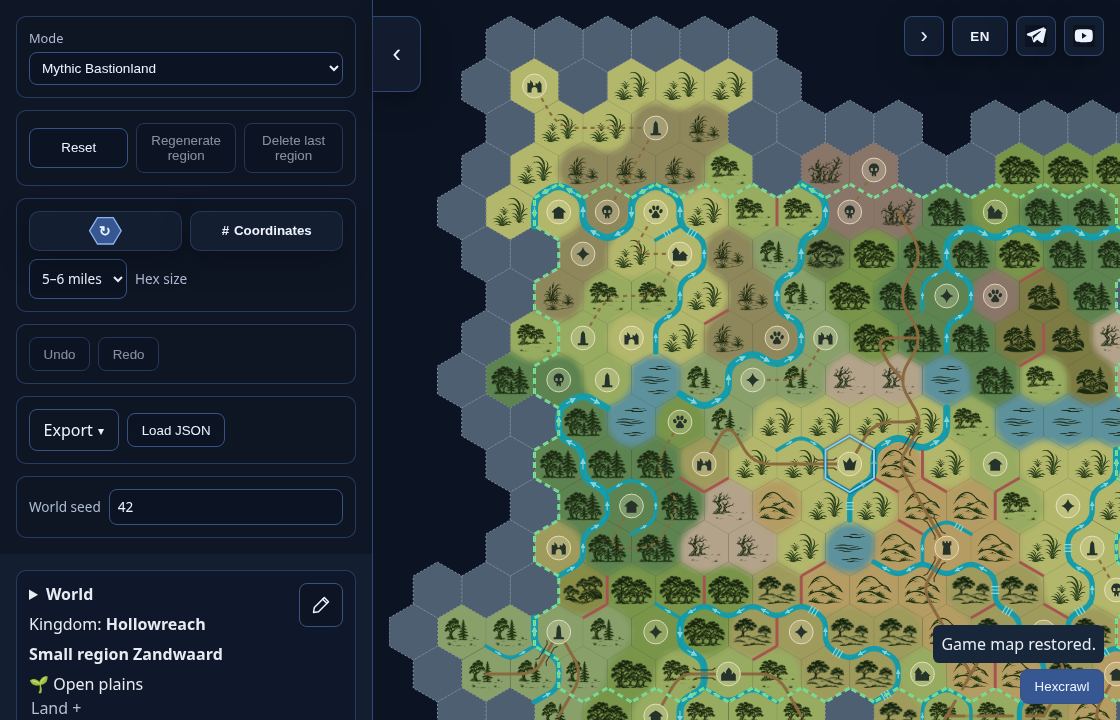 Mode
Mythic Bastionland
Reset
Regenerate region
Delete last region
↻
# Coordinates
5–6 miles
Hex size
Undo
Redo
Export ▾
Load JSON
World seed
42
▶ World
Kingdom: Hollowreach
Small region Zandwaard
🌱 Open plains
Land +
‹
›
EN
Game map restored.
Hexcrawl